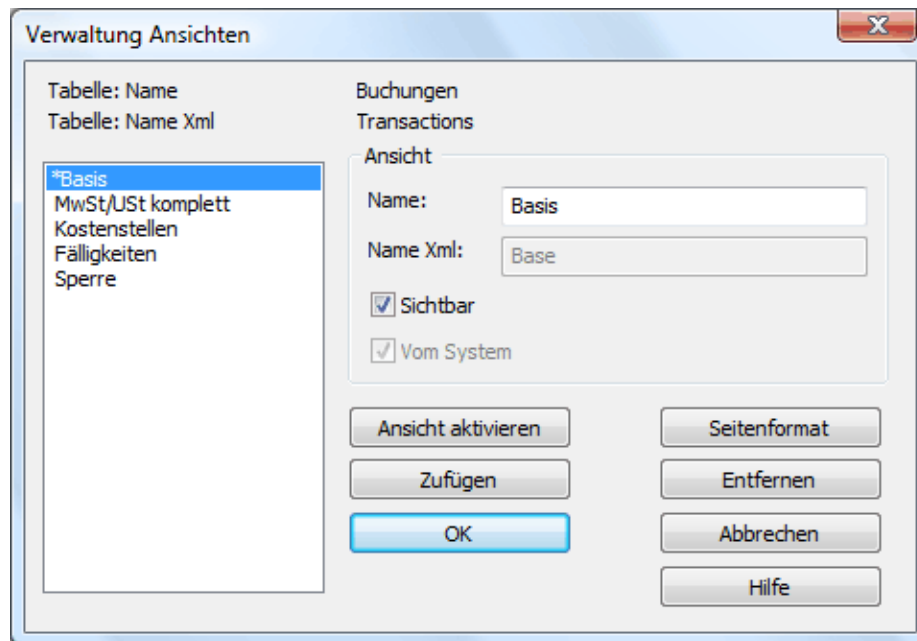 Verwaltung Ansichten
Tabelle: Name Buchungen
Tabelle: Name Xml Transactions
*Basis
MwSt/USt komplett
Kostenstellen
Fälligkeiten
Sperre
Ansicht
Name: Basis
Name Xml: Base
Sichtbar
Vom System
Ansicht aktivieren Seitenformat
Zufügen Entfernen
OK Abbrechen
Hilfe